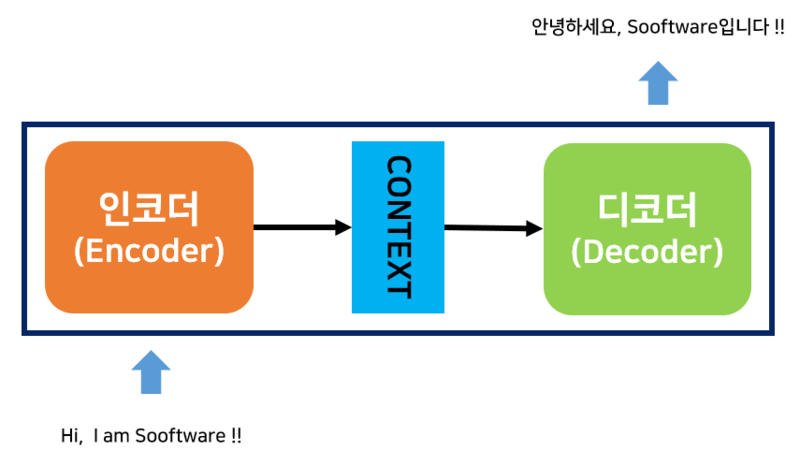 안녕하세요, Sooftware입니다 !!
인코더
(Encoder)
CONTEXT
디코더
(Decoder)
Hi, I am Sooftware !!